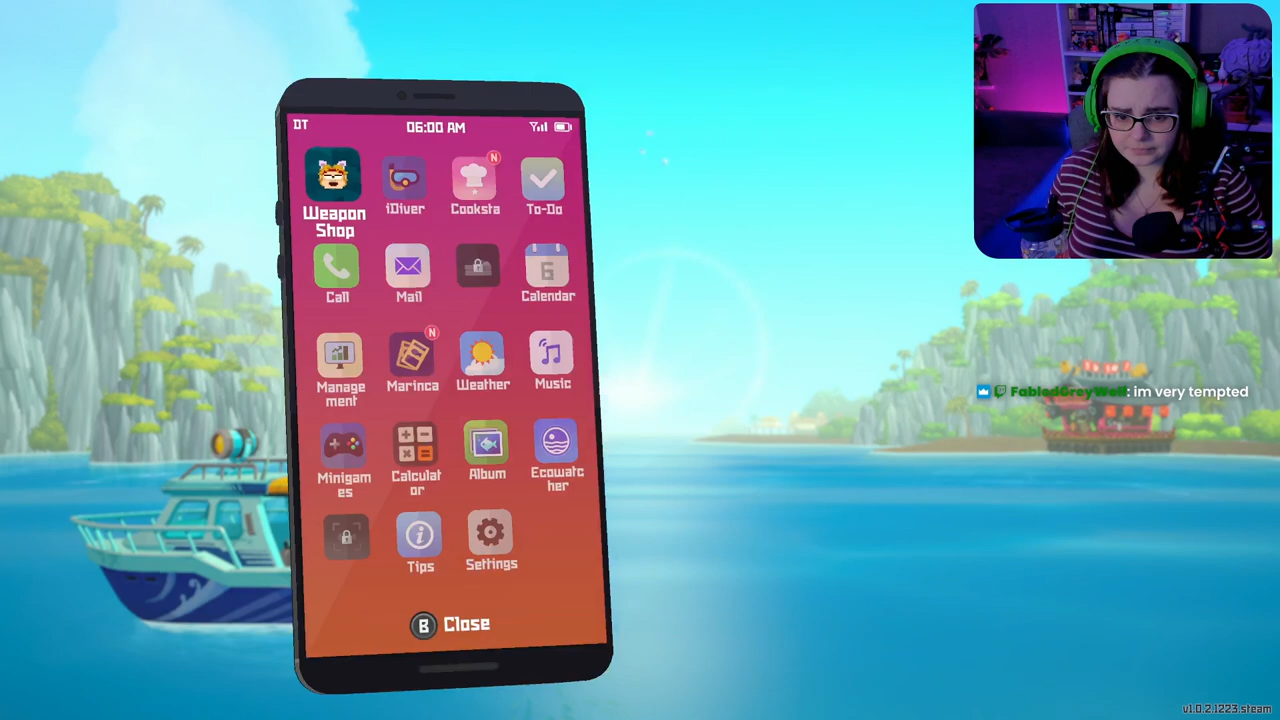 DT
06:00 AM
Weapon
Shop
iDiver
N
Cooksta
To-Do
Call
Mail
6
Calendar
Manage
ment
N
Marinca
Weather
Music
Minigam
es
Calculat
or
Album
Ecowatc
her
Tips
Settings
B Close
FabledGreyWolf: im very tempted
v1.0.2.1223.steam